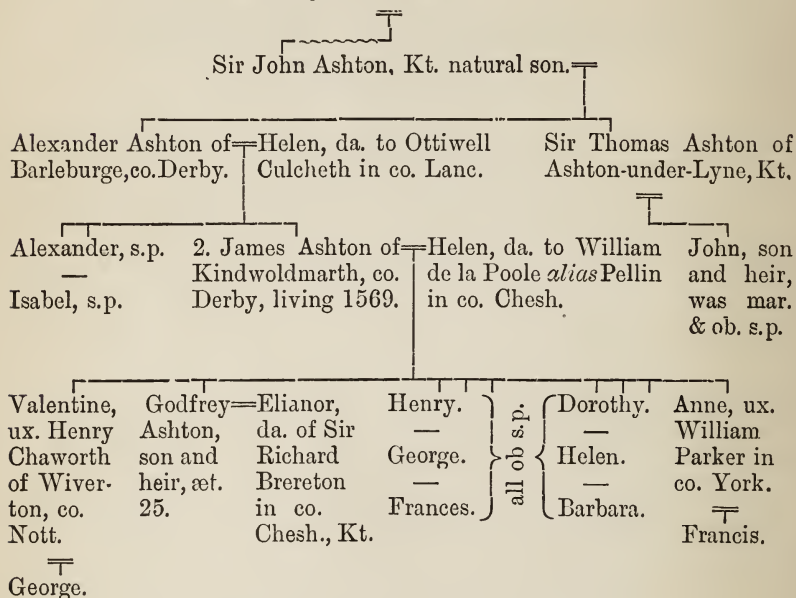 Sir John Ashton, Kt. natural son.
Alexander Ashton of
Barleburge, co. Derby.
Helen, da. to Ottiwell
Culcheth in co. Lanc.
Sir Thomas Ashton of
Ashton-under-Lyne, Kt.
Alexander, s.p.
—
Isabel, s.p.
2. James Ashton of
Kindwoldmarth, co.
Derby, living 1569.
Helen, da. to William
de la Poole alias Pellin
in co. Chesh.
John, son
and heir,
was mar.
& ob. s.p.
Valentine,
ux. Henry
Chaworth
of Wiver-
ton, co.
Nott.
George.
Godfrey
Ashton,
son and
heir, æt.
25.
Elianor,
da. of Sir
Richard
Brereton
in co.
Chesh., Kt.
Henry.
—
George.
—
Frances.
all ob s.p.
Dorothy.
—
Helen.
—
Barbara.
Anne, ux.
William
Parker in
co. York.
Francis.